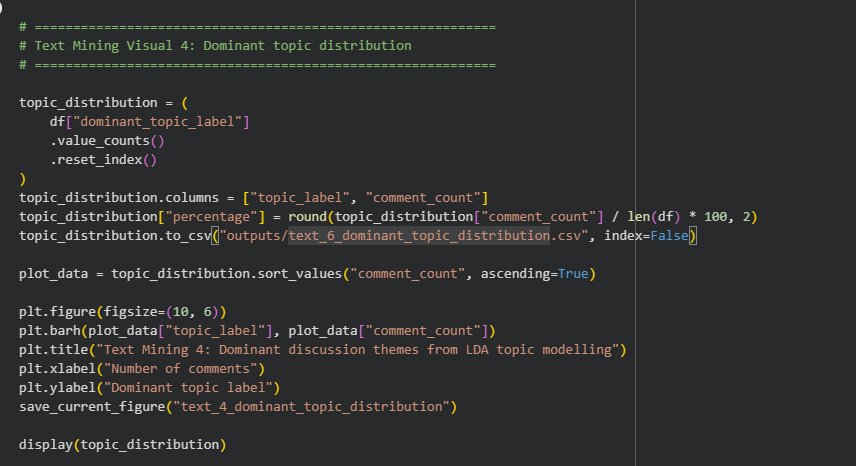 # ============================================================
# Text Mining Visual 4: Dominant topic distribution
# ============================================================
topic_distribution = (
    df["dominant_topic_label"]
    .value_counts()
    .reset_index()
)
topic_distribution.columns = ["topic_label", "comment_count"]
topic_distribution["percentage"] = round(topic_distribution["comment_count"] / len(df) * 100, 2)
topic_distribution.to_csv("outputs/text_6_dominant_topic_distribution.csv", index=False)
plot_data = topic_distribution.sort_values("comment_count", ascending=True)
plt.figure(figsize=(10, 6))
plt.barh(plot_data["topic_label"], plot_data["comment_count"])
plt.title("Text Mining 4: Dominant discussion themes from LDA topic modelling")
plt.xlabel("Number of comments")
plt.ylabel("Dominant topic label")
save_current_figure("text_4_dominant_topic_distribution")
display(topic_distribution)